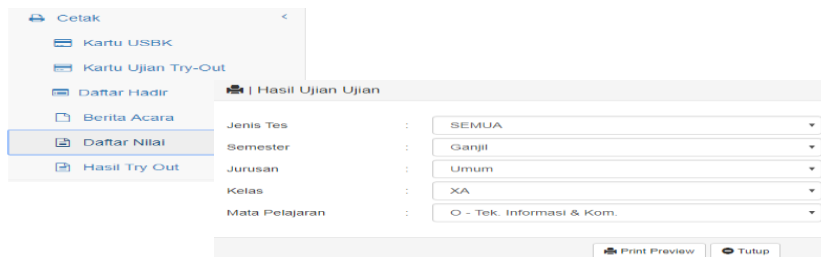 Cetak
Kartu USBK
Kartu Ujian Try-Out
Daftar Hadir
Berita Acara
Daftar Nilai
Hasil Try Out
| Hasil Ujian Ujian
Jenis Tes : SEMUA
Semester : Ganjil
Jurusan : Umum
Kelas : XA
Mata Pelajaran : O - Tek. Informasi & Kom.
Print Preview Tutup